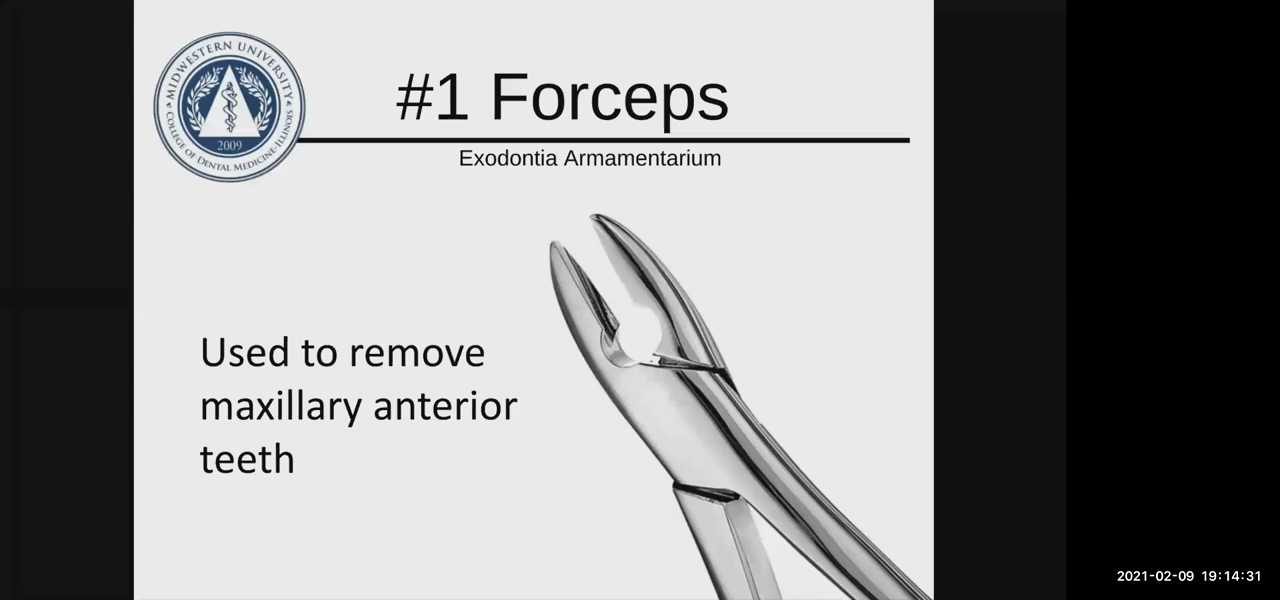 MIDWESTERN UNIVERSITY
COLLEGE OF DENTAL MEDICINE-ILLINOIS
2009
#1 Forceps
Exodontia Armamentarium
Used to remove
maxillary anterior
teeth
2021-02-09 19:14:31